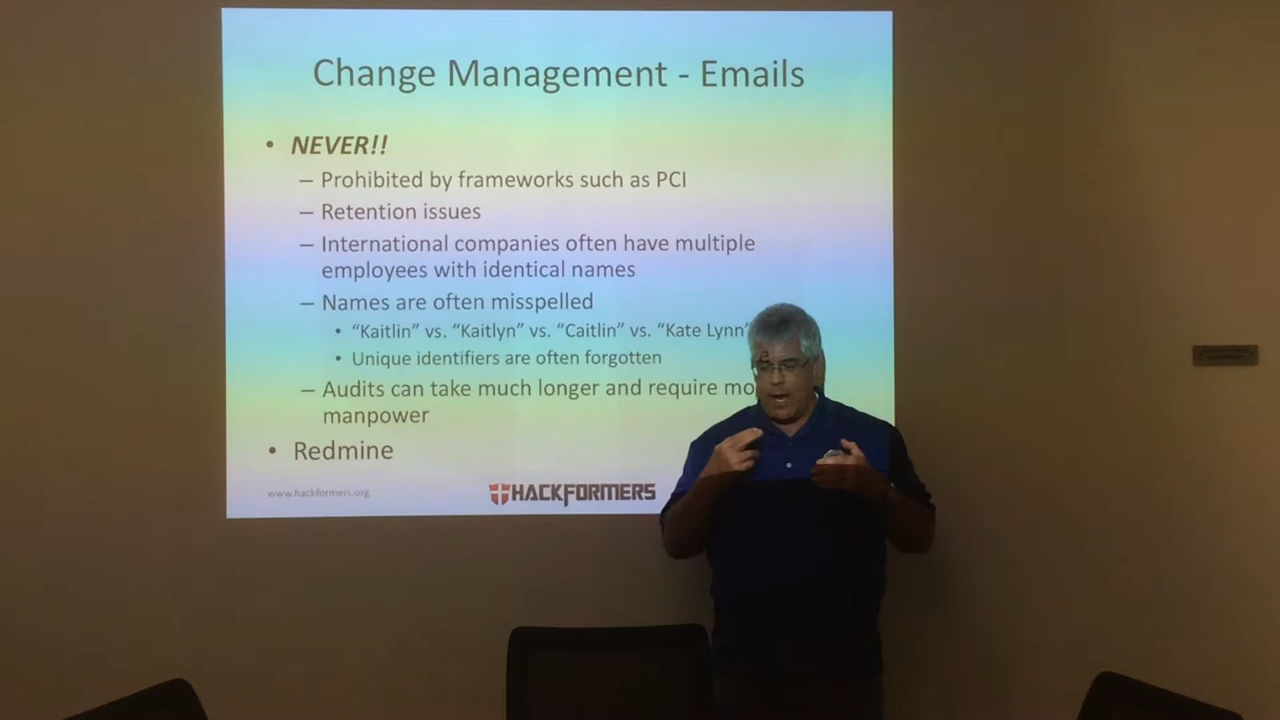 Change Management - Emails
• NEVER!!
– Prohibited by frameworks such as PCI
– Retention issues
– International companies often have multiple
employees with identical names
– Names are often misspelled
• “Kaitlin” vs. “Kaitlyn” vs. “Caitlin” vs. “Kate Lynn”
• Unique identifiers are often forgotten
– Audits can take much longer and require
manpower
• Redmine
www.hackformers.org
HACKFORMERS